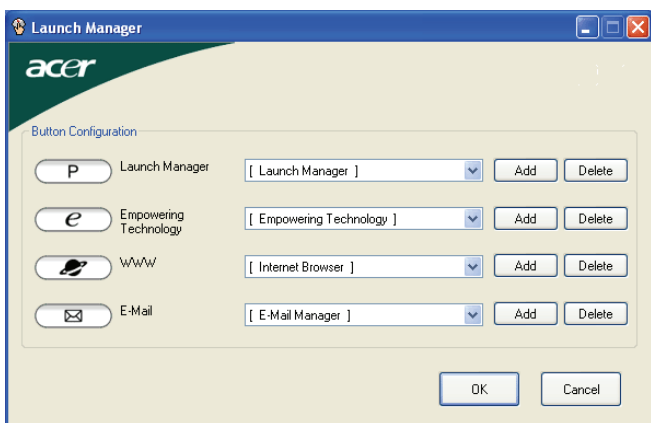 Launch Manager
acer
Button Configuration
P Launch Manager [ Launch Manager ] Add Delete
e Empowering Technology [ Empowering Technology ] Add Delete
WWW [ Internet Browser ] Add Delete
E-Mail [ E-Mail Manager ] Add Delete
OK Cancel